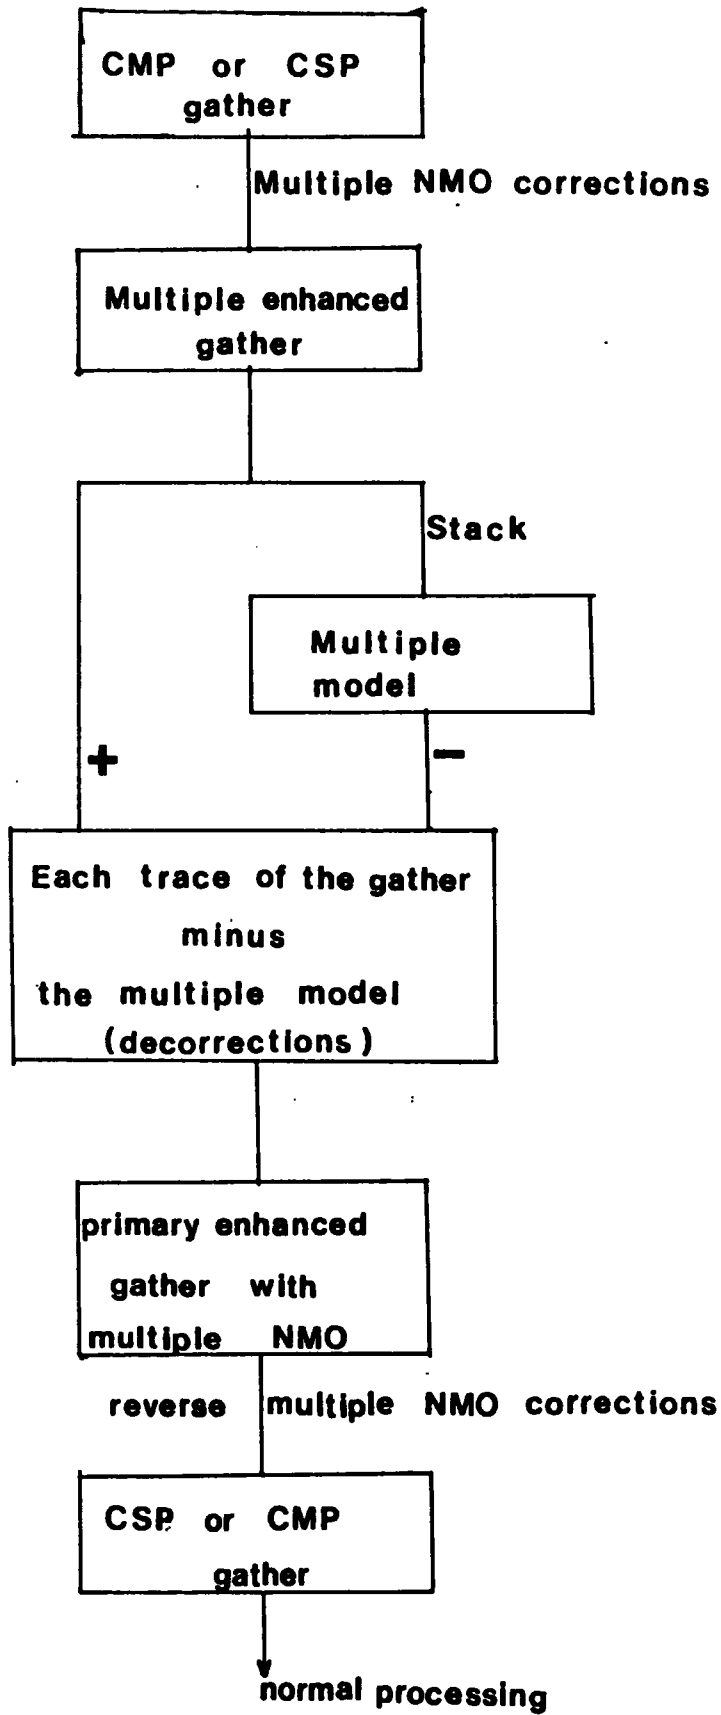 CMP or CSP
gather
Multiple NMO corrections
Multiple enhanced
gather
Stack
Multiple
model
+
−
Each trace of the gather
minus
the multiple model
(decorrections)
primary enhanced
gather with
multiple NMO
reverse multiple NMO corrections
CSP or CMP
gather
normal processing